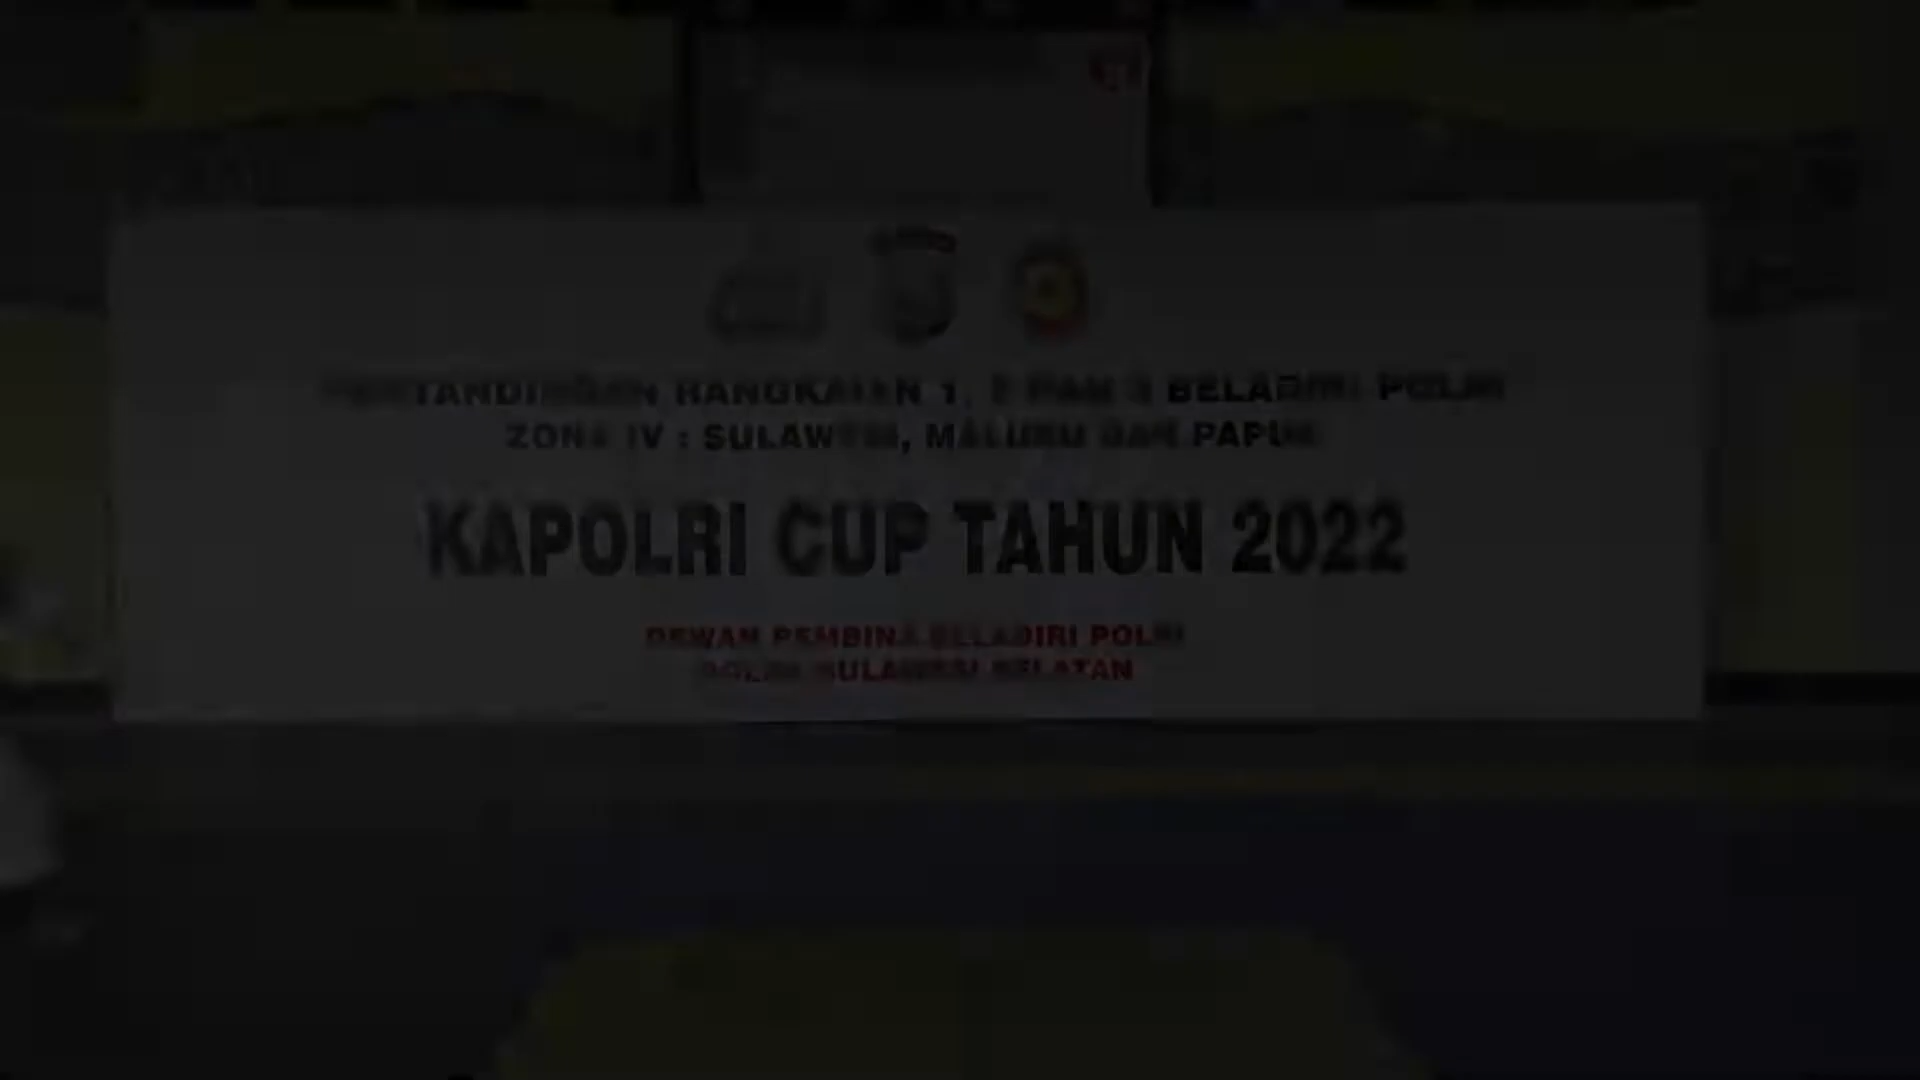 PERTANDINGAN RANGKAIAN 1, 2 DAN 3 BELADIRI POLRI
ZONA IV : SULAWESI, MALUKU DAN PAPUA
KAPOLRI CUP TAHUN 2022
DEWAN PEMBINA BELADIRI POLRI
POLDA SULAWESI SELATAN